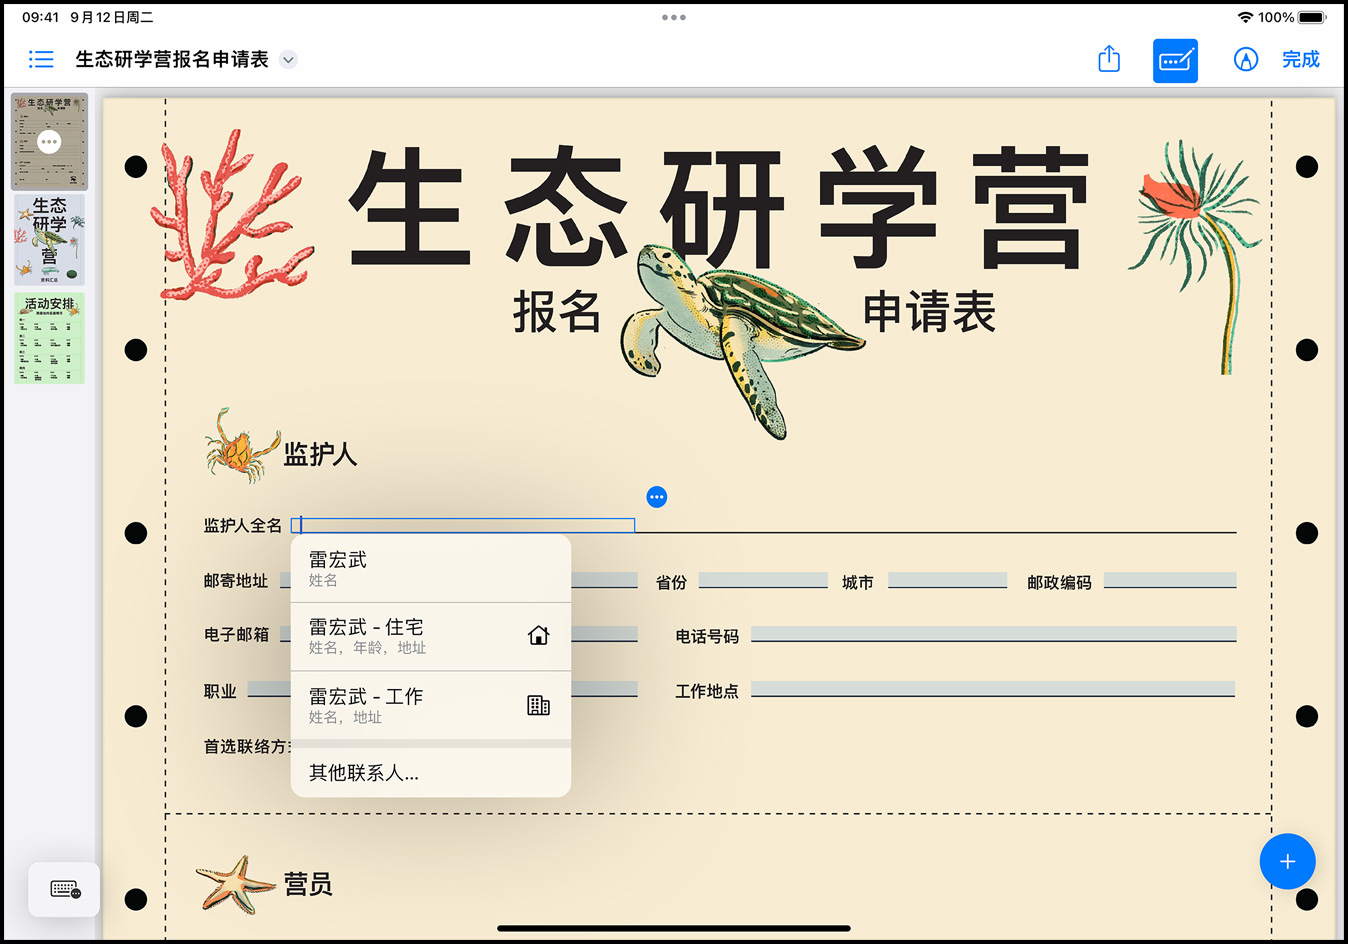 09:41 9月12日周二
100%
生态研学营报名申请表
完成
生态研学营
生态
研学
营
资料汇总
活动安排
生态研学营
报名 申请表
监护人
监护人全名
雷宏武
姓名
邮寄地址 省份 城市 邮政编码
雷宏武 - 住宅
姓名，年龄，地址
电子邮箱 电话号码
雷宏武 - 工作
姓名，地址
职业 工作地点
首选联络方
其他联系人...
营员